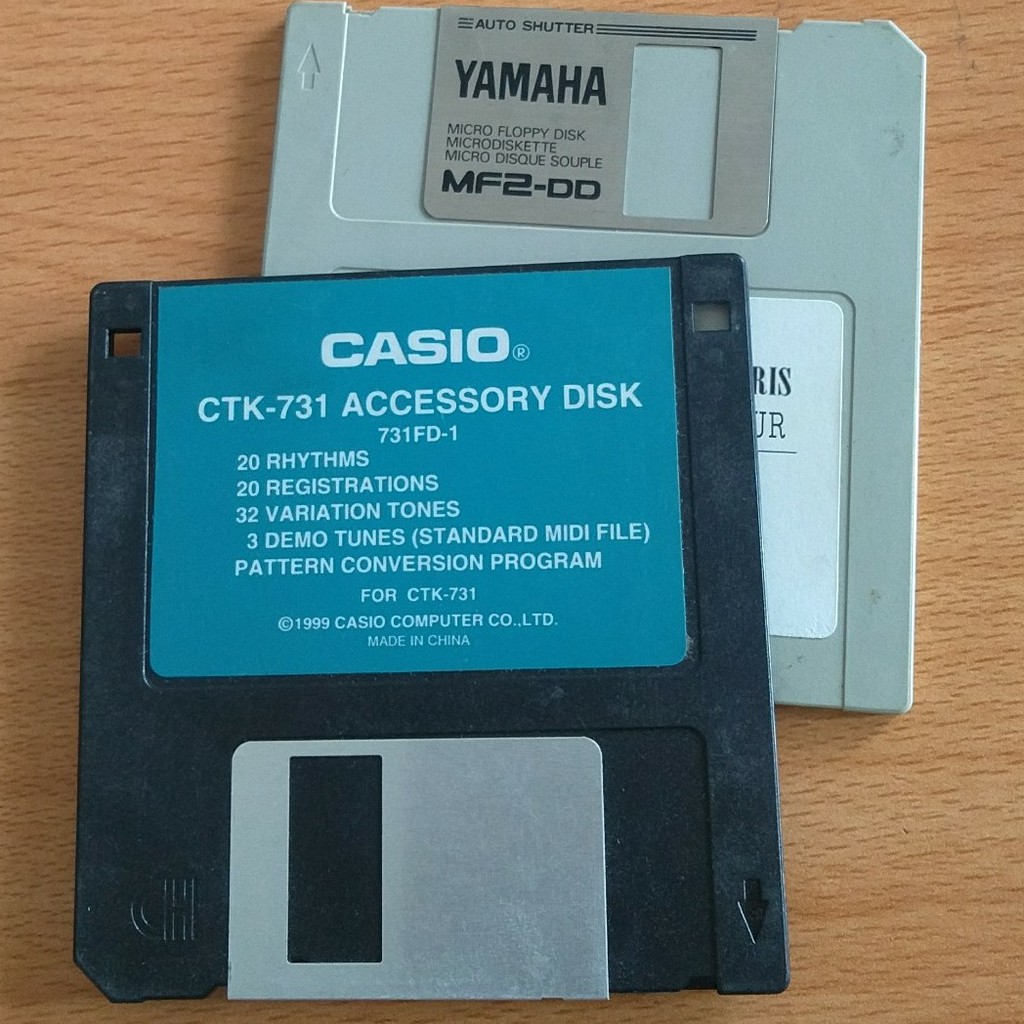 AUTO SHUTTER
YAMAHA
MICRO FLOPPY DISK
MICRODISKETTE
MICRO DISQUE SOUPLE
MF2-DD
RIS
UR
CASIO®
CTK-731 ACCESSORY DISK
731FD-1
20 RHYTHMS
20 REGISTRATIONS
32 VARIATION TONES
3 DEMO TUNES (STANDARD MIDI FILE)
PATTERN CONVERSION PROGRAM
FOR CTK-731
©1999 CASIO COMPUTER CO.,LTD.
MADE IN CHINA